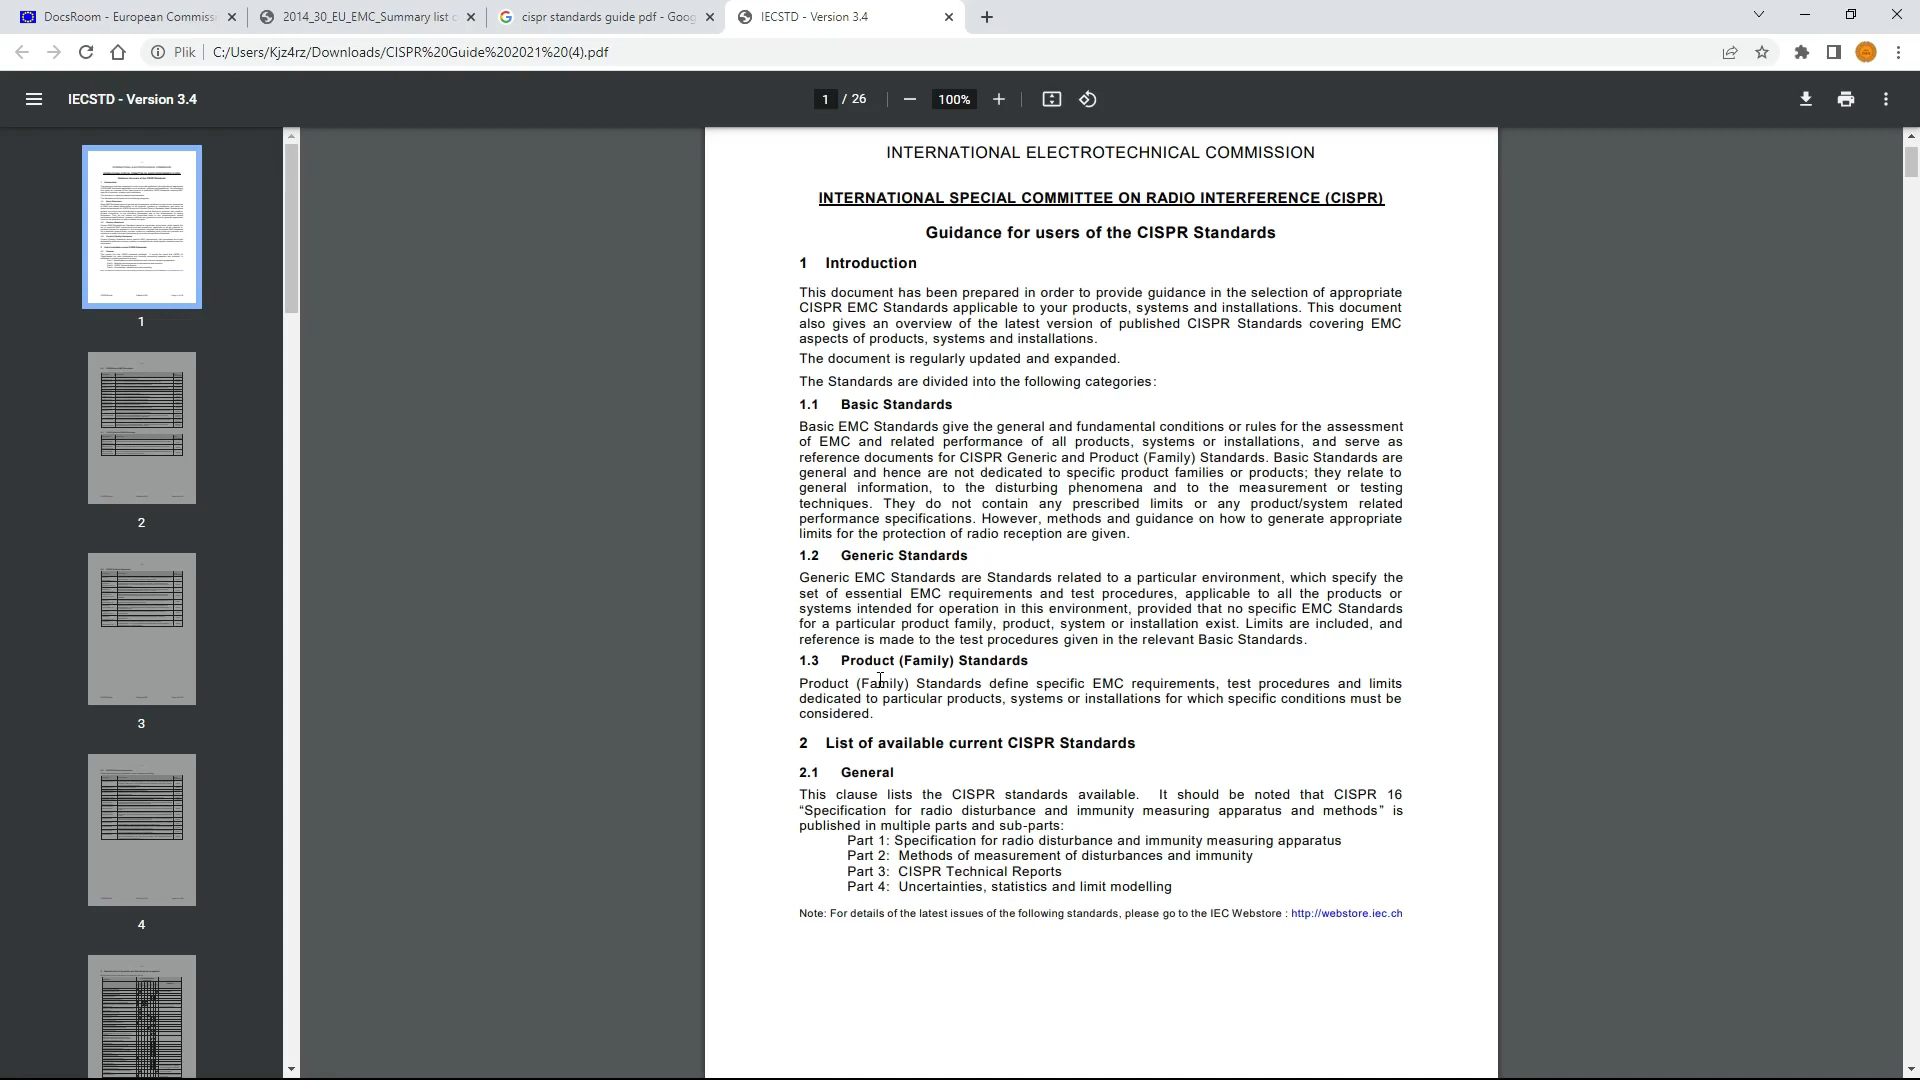 DocsRoom - European Commiss
2014_30_EU_EMC_Summary list c
cispr standards guide pdf - Goog
IECSTD - Version 3.4
Plik
C:/Users/Kjz4rz/Downloads/CISPR%20Guide%202021%20(4).pdf
IECSTD - Version 3.4
1 / 26
100%
1
2
3
4
INTERNATIONAL ELECTROTECHNICAL COMMISSION
INTERNATIONAL SPECIAL COMMITTEE ON RADIO INTERFERENCE (CISPR)
Guidance for users of the CISPR Standards
1 Introduction
This document has been prepared in order to provide guidance in the selection of appropriate
CISPR EMC Standards applicable to your products, systems and installations. This document
also gives an overview of the latest version of published CISPR Standards covering EMC
aspects of products, systems and installations.
The document is regularly updated and expanded.
The Standards are divided into the following categories:
1.1 Basic Standards
Basic EMC Standards give the general and fundamental conditions or rules for the assessment
of EMC and related performance of all products, systems or installations, and serve as
reference documents for CISPR Generic and Product (Family) Standards. Basic Standards are
general and hence are not dedicated to specific product families or products; they relate to
general information, to the disturbing phenomena and to the measurement or testing
techniques. They do not contain any prescribed limits or any product/system related
performance specifications. However, methods and guidance on how to generate appropriate
limits for the protection of radio reception are given.
1.2 Generic Standards
Generic EMC Standards are Standards related to a particular environment, which specify the
set of essential EMC requirements and test procedures, applicable to all the products or
systems intended for operation in this environment, provided that no specific EMC Standards
for a particular product family, product, system or installation exist. Limits are included, and
reference is made to the test procedures given in the relevant Basic Standards.
1.3 Product (Family) Standards
Product (Family) Standards define specific EMC requirements, test procedures and limits
dedicated to particular products, systems or installations for which specific conditions must be
considered.
2 List of available current CISPR Standards
2.1 General
This clause lists the CISPR standards available. It should be noted that CISPR 16
“Specification for radio disturbance and immunity measuring apparatus and methods” is
published in multiple parts and sub-parts:
Part 1: Specification for radio disturbance and immunity measuring apparatus
Part 2: Methods of measurement of disturbances and immunity
Part 3: CISPR Technical Reports
Part 4: Uncertainties, statistics and limit modelling
Note: For details of the latest issues of the following standards, please go to the IEC Webstore : http://webstore.iec.ch